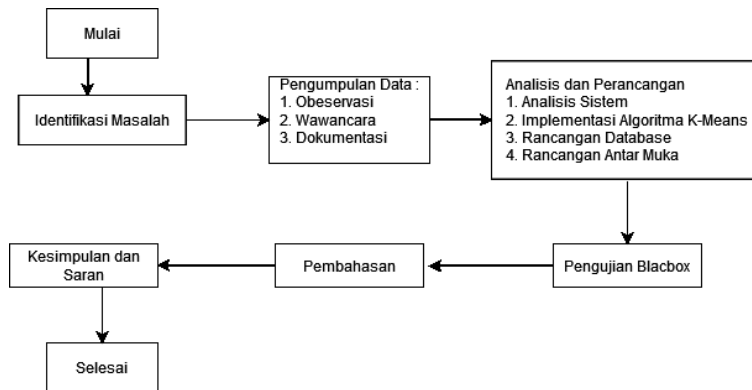 Mulai
Identifikasi Masalah
Pengumpulan Data :
1. Obeservasi
2. Wawancara
3. Dokumentasi
Analisis dan Perancangan
1. Analisis Sistem
2. Implementasi Algoritma K-Means
3. Rancangan Database
4. Rancangan Antar Muka
Pengujian Blacbox
Pembahasan
Kesimpulan dan
Saran
Selesai